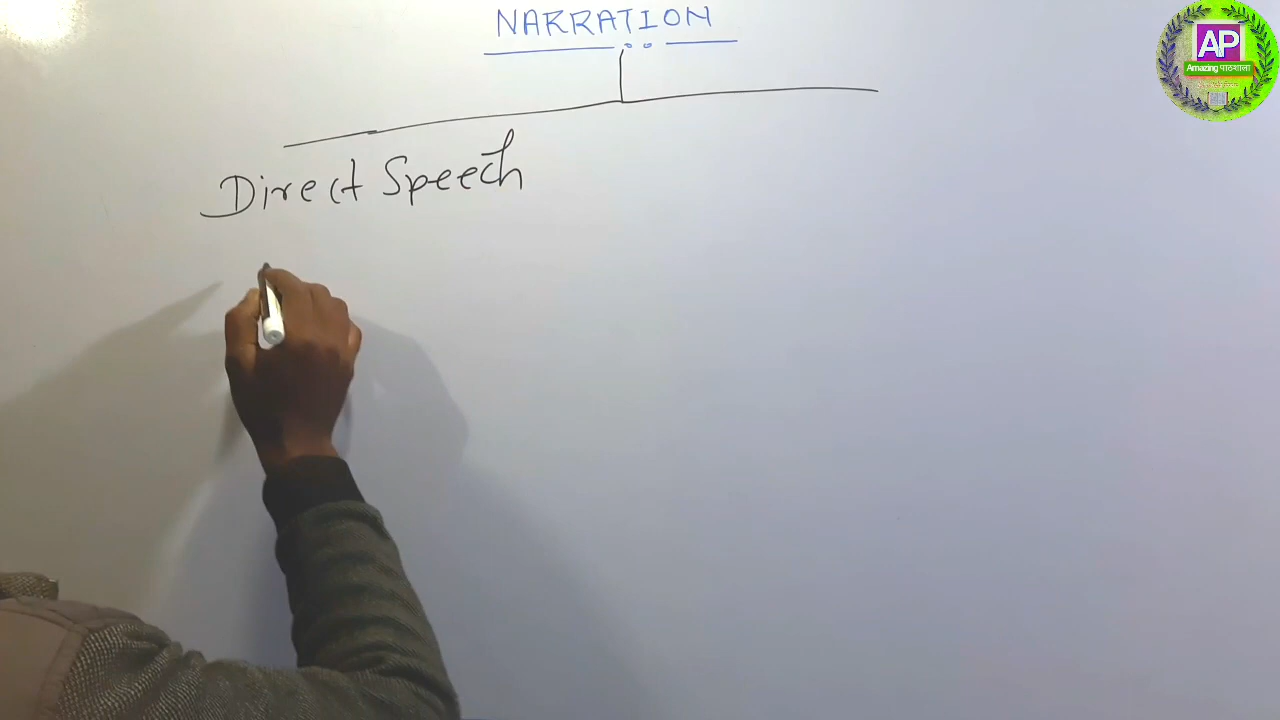 NARRATION
AP
Amazing पाठशाला
Direct Speech